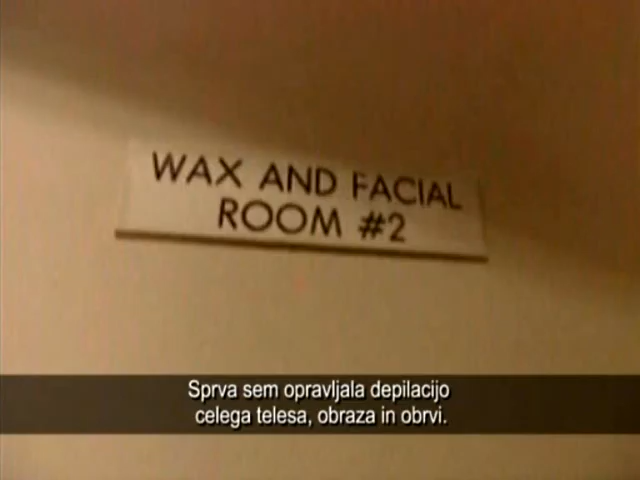 WAX AND FACIAL
ROOM #2
Sprva sem opravljala depilacijo
celega telesa, obraza in obrvi.